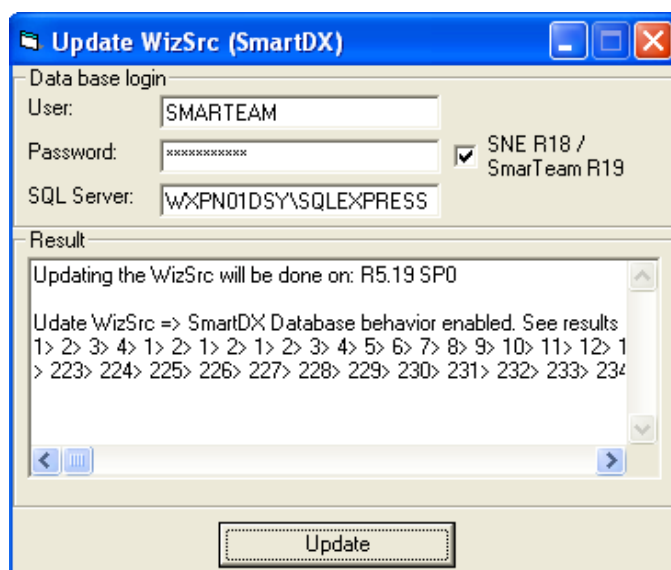 Update WizSrc (SmartDX)
Data base login
User: SMARTEAM
Password: ***********
SNE R18 /
SmarTeam R19
SQL Server: WXPN01DSY\SQLEXPRESS
Result
Updating the WizSrc will be done on: R5.19 SP0
Udate WizSrc => SmartDX Database behavior enabled. See results
1> 2> 3> 4> 1> 2> 1> 2> 1> 2> 3> 4> 5> 6> 7> 8> 9> 10> 11> 12> 1
> 223> 224> 225> 226> 227> 228> 229> 230> 231> 232> 233> 234
Update